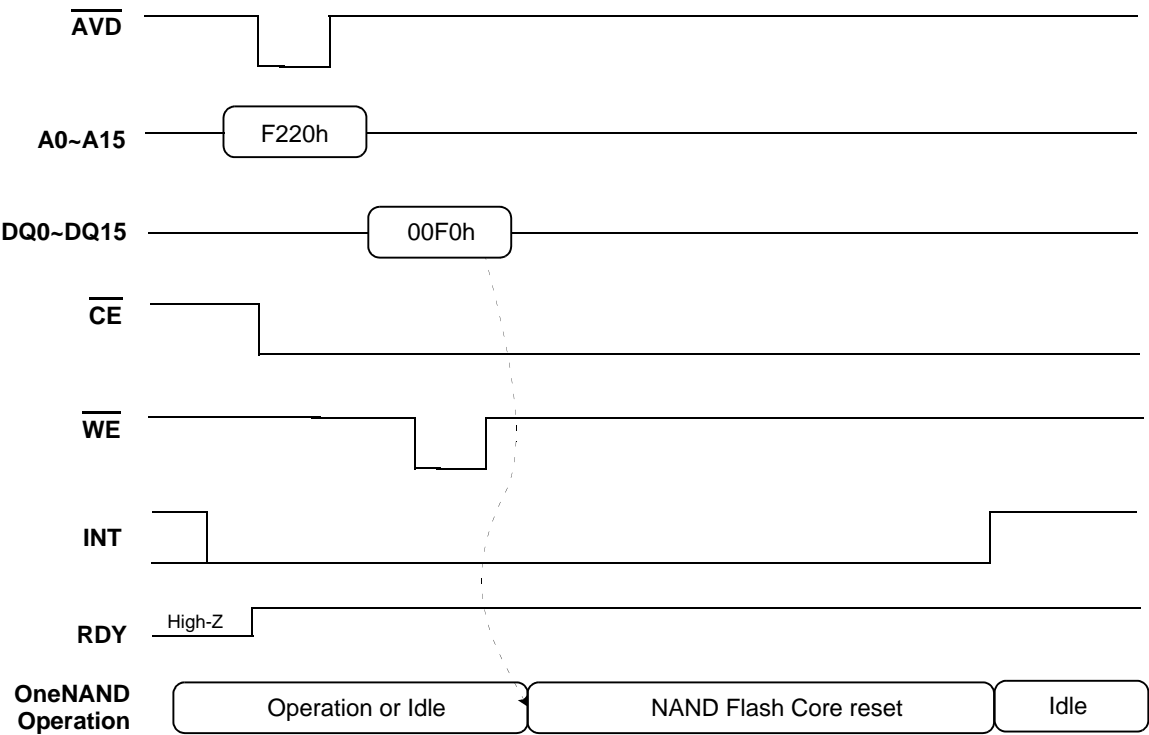 AVD
A0~A15
F220h
DQ0~DQ15
00F0h
CE
WE
INT
RDY
High-Z
OneNAND
Operation
Operation or Idle
NAND Flash Core reset
Idle